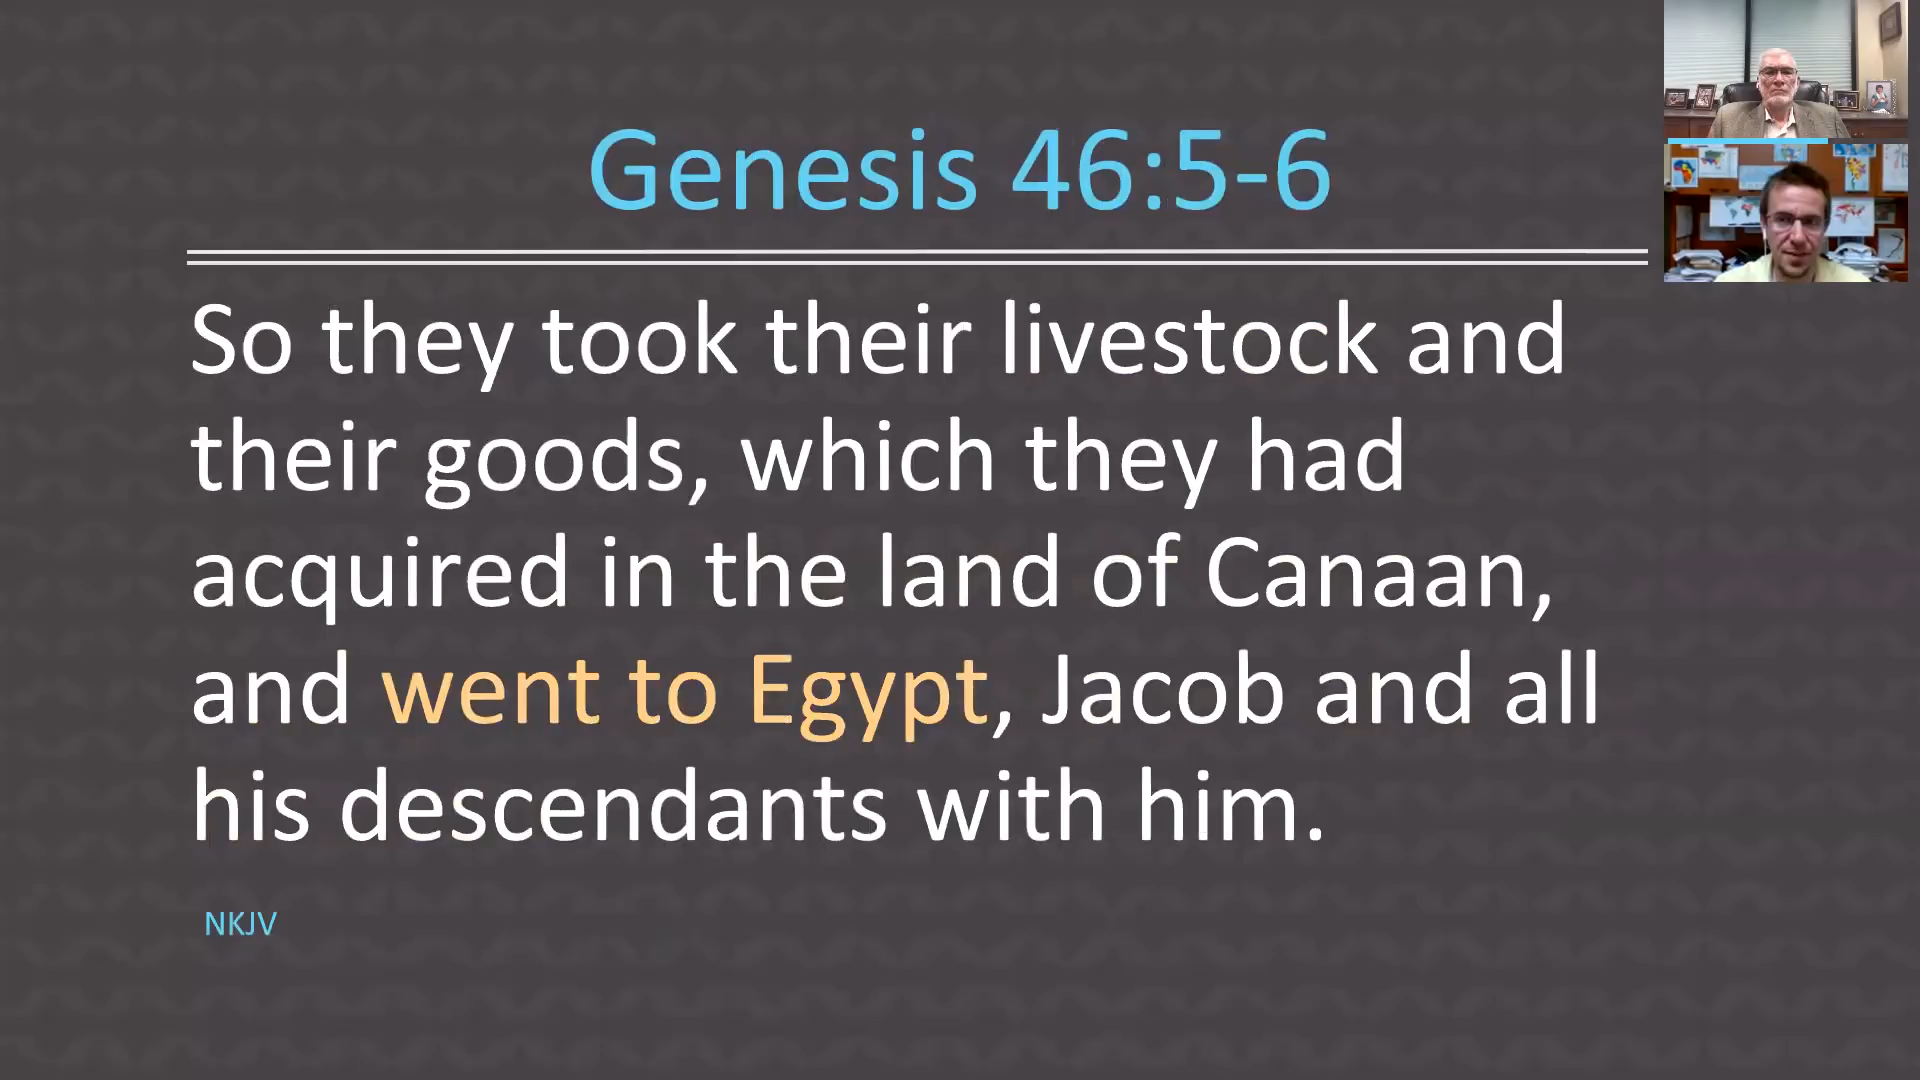 Genesis 46:5-6
So they took their livestock and
their goods, which they had
acquired in the land of Canaan,
and went to Egypt, Jacob and all
his descendants with him.
NKJV